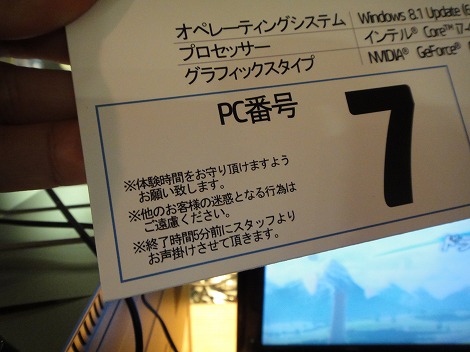 オペレーティングシステム Windows 8.1 Update
プロセッサー インテル® Core™ i7-
グラフィックスタイプ NVIDIA® GeForce®
PC番号
7
※体験時間をお守り頂けますよう
お願い致します。
※他のお客様の迷惑となる行為は
ご遠慮ください。
※終了時間5分前にスタッフより
お声掛けさせて頂きます。